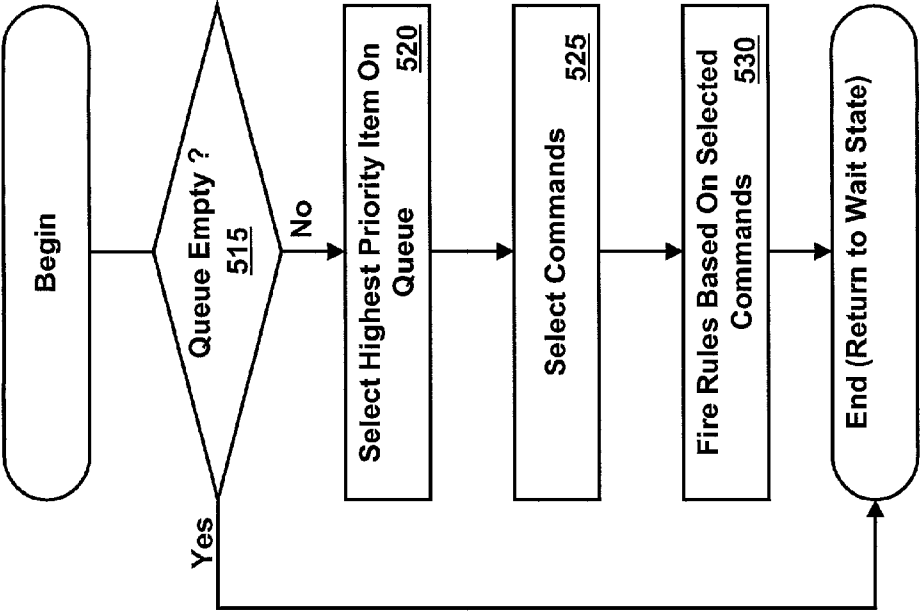 Begin
Queue Empty ?
515
Yes
No
Select Highest Priority Item On
Queue
520
Select Commands
525
Fire Rules Based On Selected
Commands
530
End (Return to Wait State)